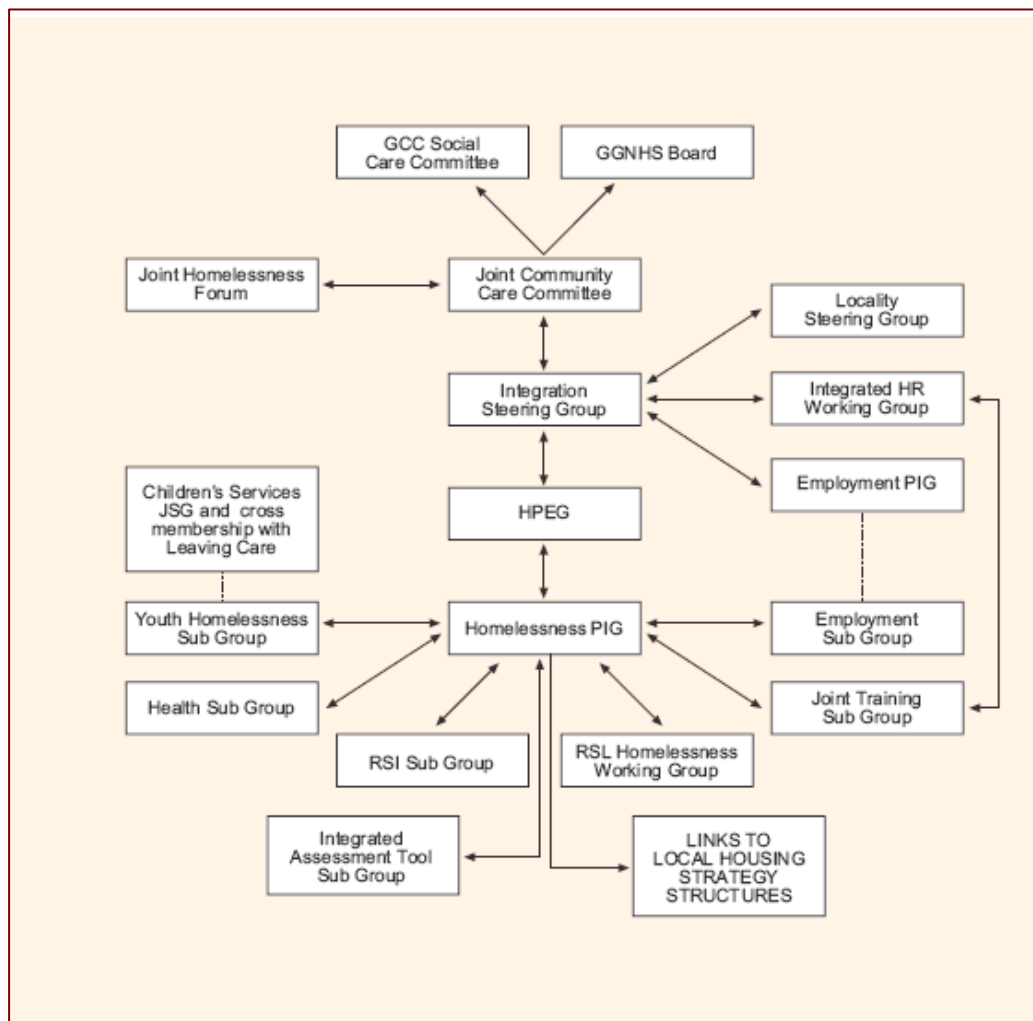 GCC Social
Care Committee
GGNHS Board
Joint Homelessness
Forum
Joint Community
Care Committee
Locality
Steering Group
Integration
Steering Group
Integrated HR
Working Group
Children's Services
JSG and cross
membership with
Leaving Care
HPEG
Employment PIG
Youth Homelessness
Sub Group
Homelessness PIG
Employment
Sub Group
Health Sub Group
Joint Training
Sub Group
RSI Sub Group
RSL Homelessness
Working Group
Integrated
Assessment Tool
Sub Group
LINKS TO
LOCAL HOUSING
STRATEGY
STRUCTURES